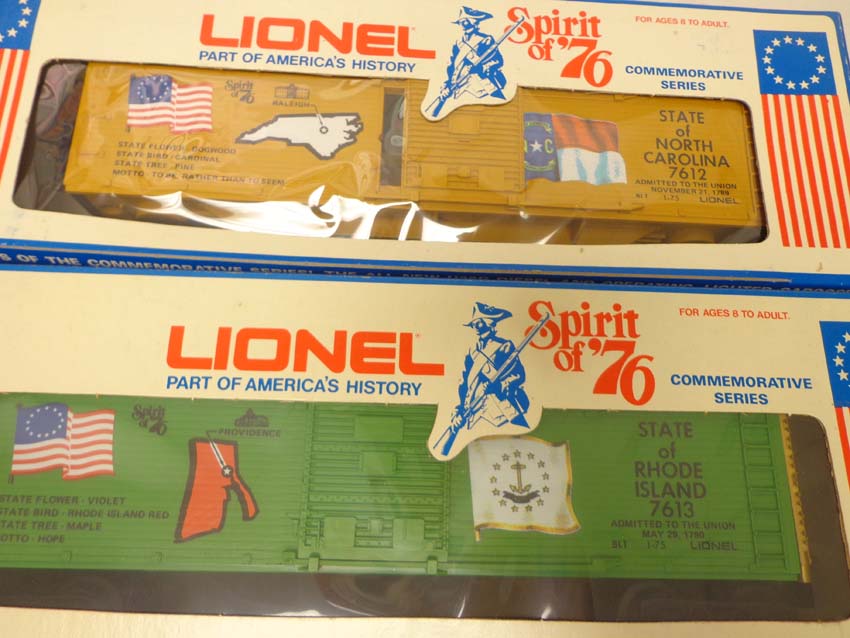 LIONEL
PART OF AMERICA'S HISTORY
Spirit of '76
FOR AGES 8 TO ADULT.
COMMEMORATIVE
SERIES
Spirit
of '76
RALEIGH
STATE FLOWER · DOGWOOD
STATE BIRD · CARDINAL
STATE TREE · PINE
MOTTO · TO BE, RATHER THAN TO SEEM
N C
STATE
of
NORTH
CAROLINA
7612
ADMITTED TO THE UNION
NOVEMBER 21, 1789
BLT 1-75 LIONEL
OF THE COMMEMORATIVE SERIES! THE ALL NEW
LIONEL
PART OF AMERICA'S HISTORY
Spirit
of '76
FOR AGES 8 TO ADULT.
COMMEMORATIVE
SERIES
Spirit
of '76
PROVIDENCE
STATE FLOWER · VIOLET
STATE BIRD · RHODE ISLAND RED
STATE TREE · MAPLE
MOTTO · HOPE
STATE
of
RHODE
ISLAND
7613
ADMITTED TO THE UNION
MAY 29, 1790
BLT 1-75 LIONEL